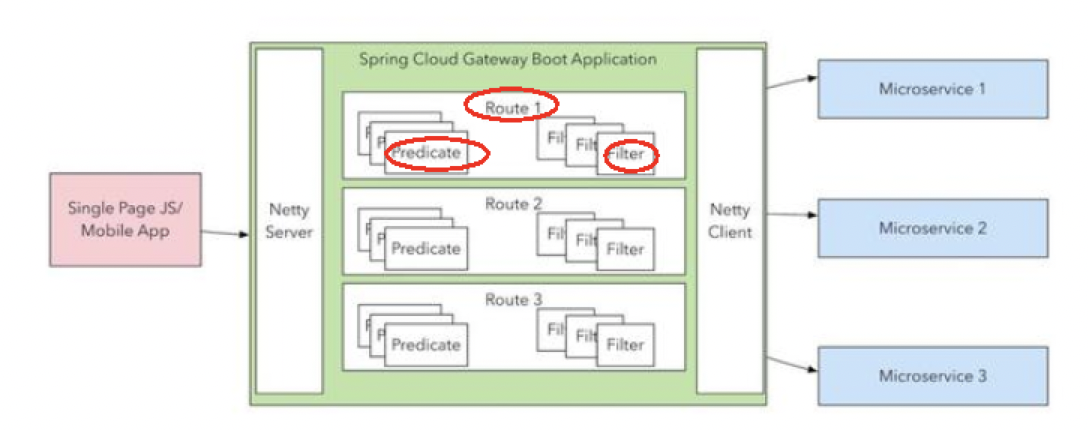 Spring Cloud Gateway Boot Application
Single Page JS/
Mobile App
Netty
Server
Route 1
Predicate
Fil
Filt
Filter
Route 2
Predicate
Fil
Filt
Filter
Route 3
Predicate
Fil
Filt
Filter
Netty
Client
Microservice 1
Microservice 2
Microservice 3